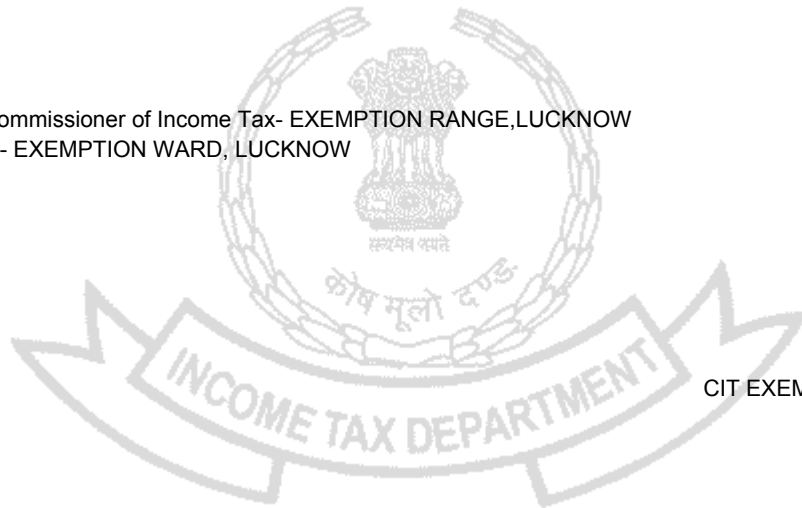 ommissioner of Income Tax- EXEMPTION RANGE,LUCKNOW
- EXEMPTION WARD, LUCKNOW
सत्यमेव जयते
कोष मूलो दण्ड:
INCOME TAX DEPARTMENT
CIT EXEM